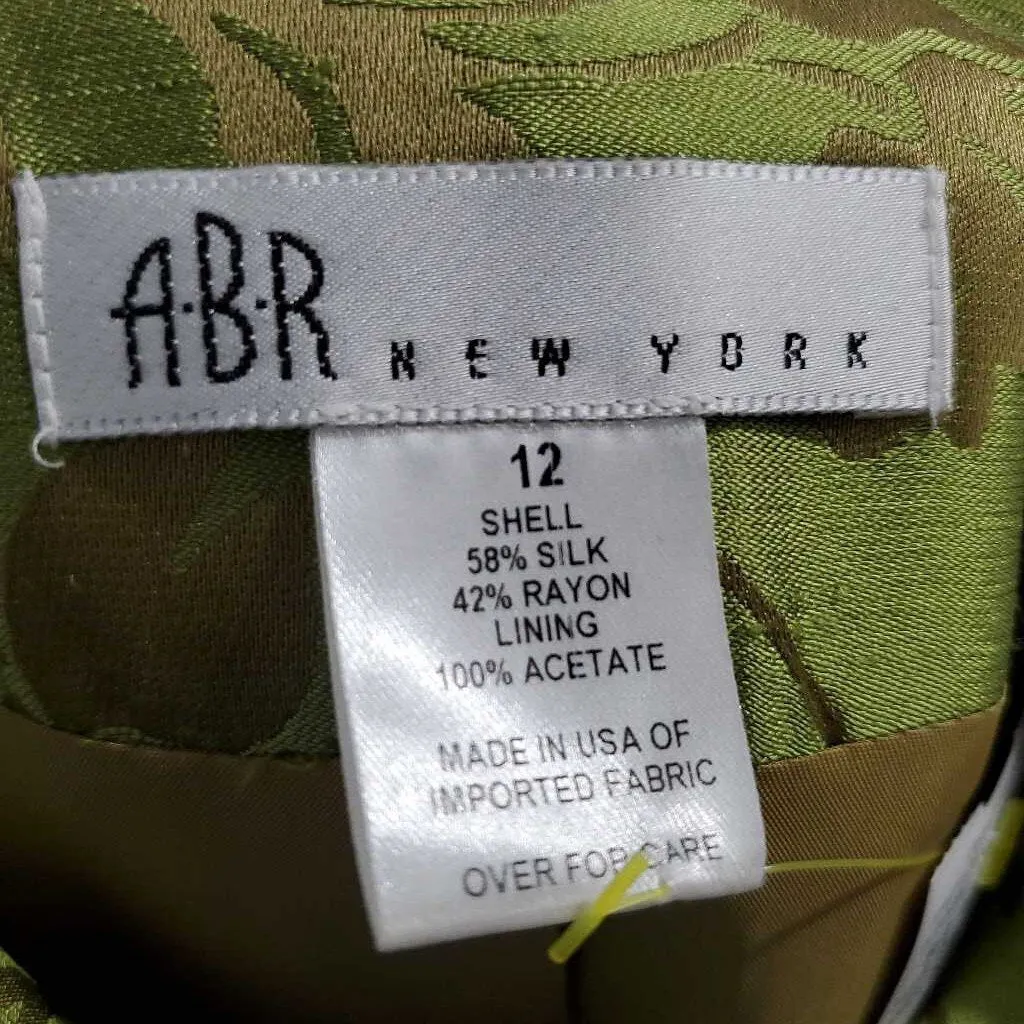 A·B·R NEW YORK
12
SHELL
58% SILK
42% RAYON
LINING
100% ACETATE
MADE IN USA OF
IMPORTED FABRIC
OVER FOR CARE